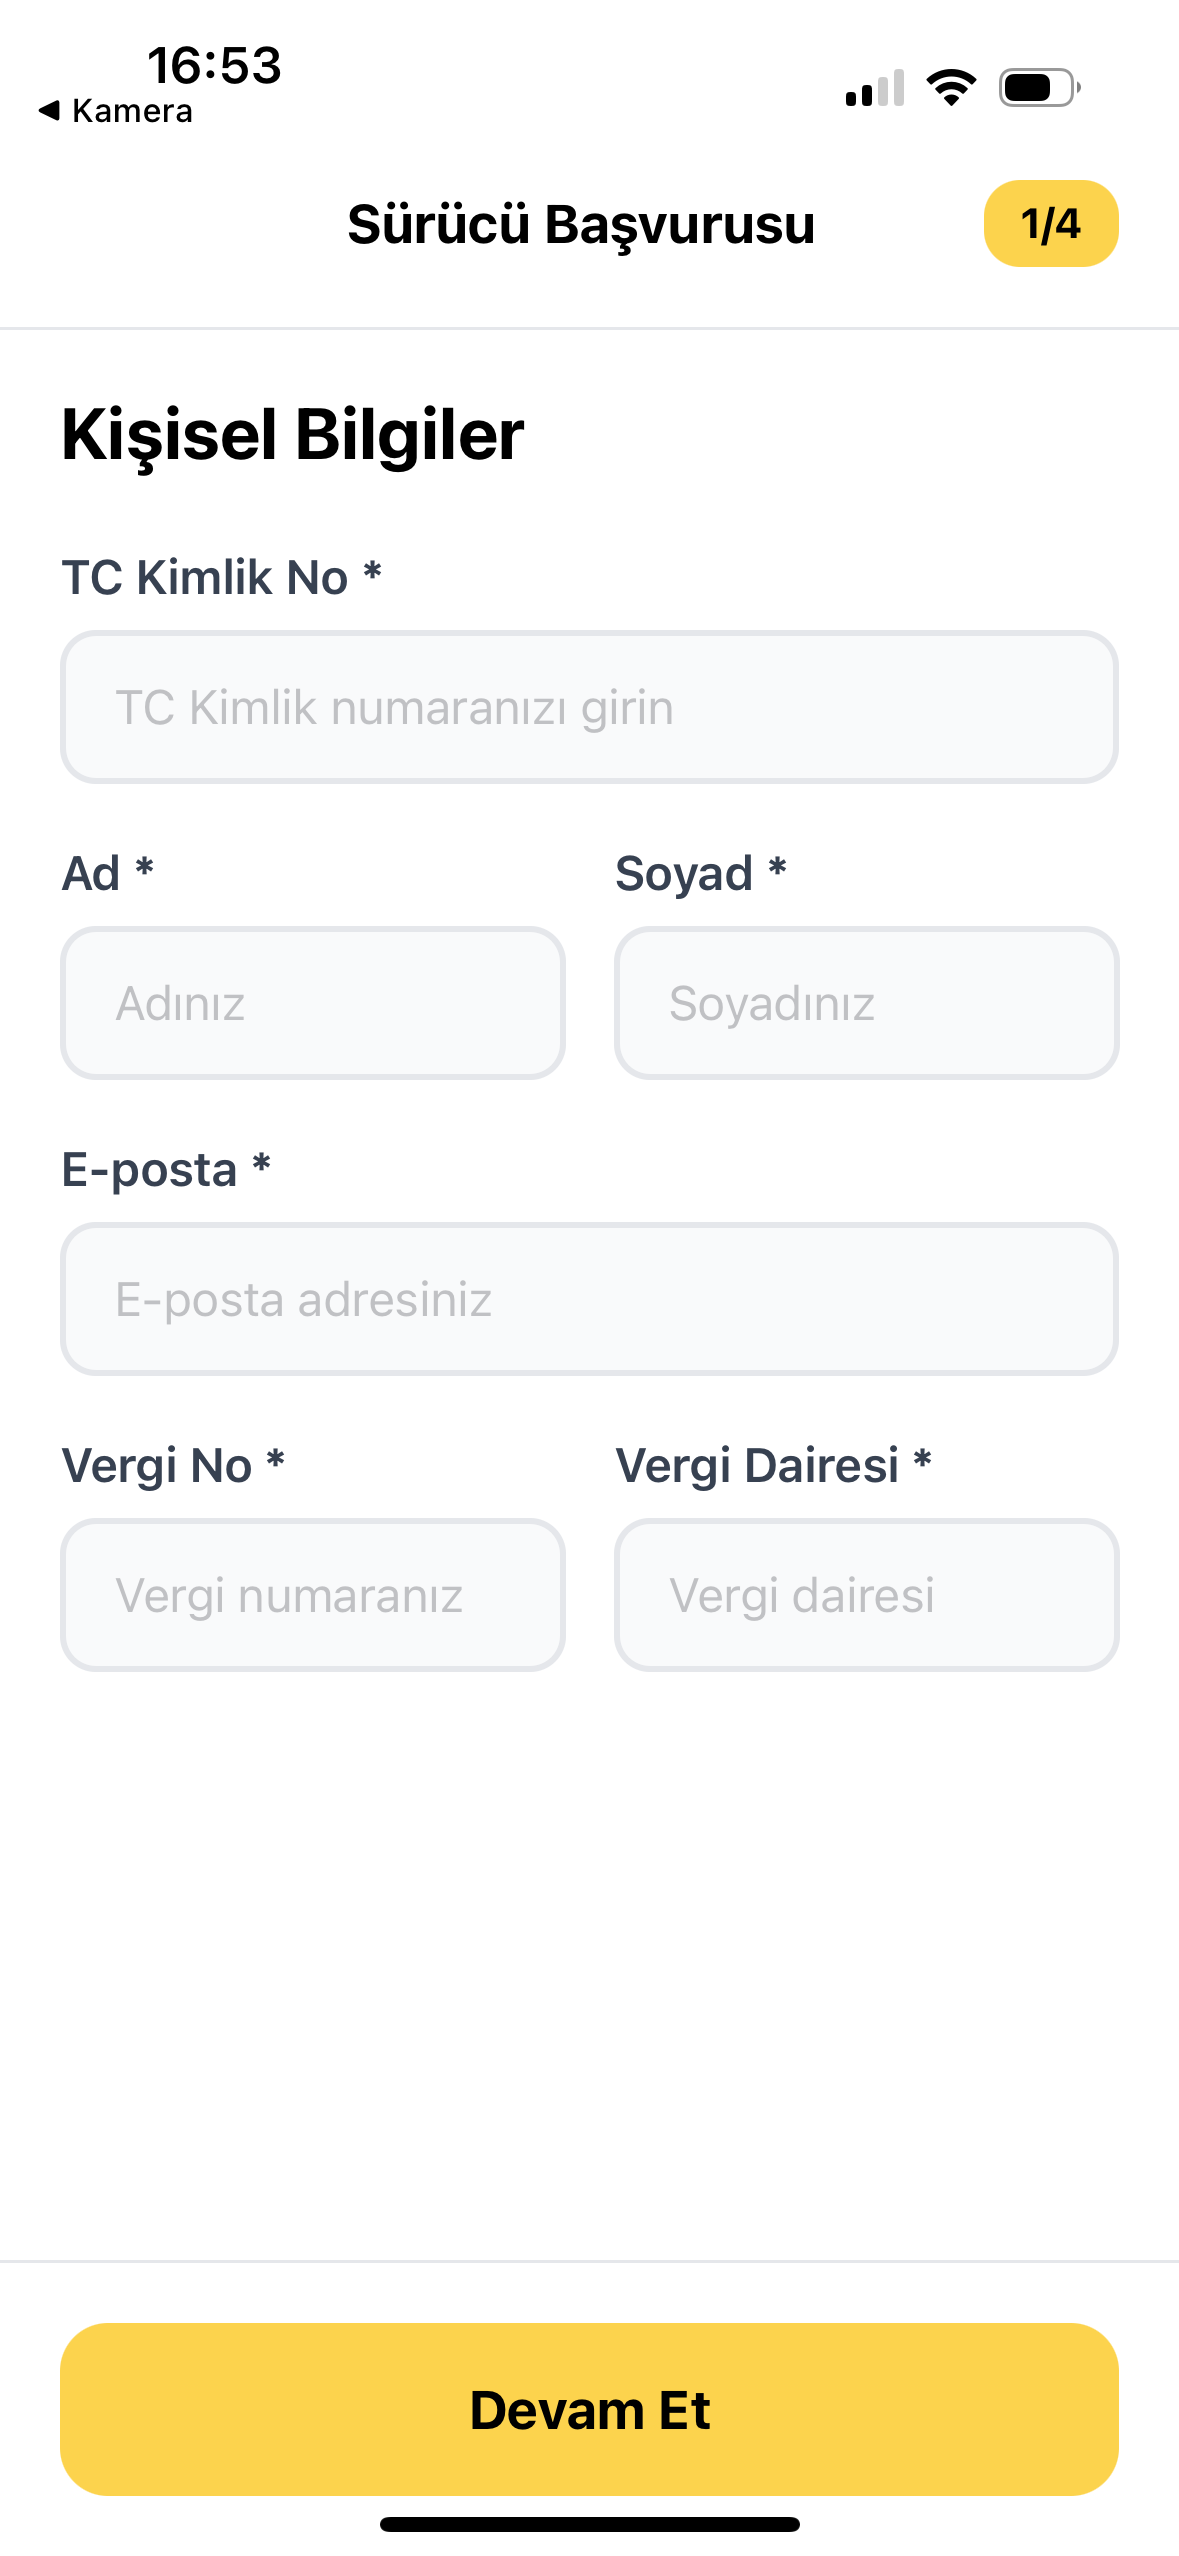 16:53
◀ Kamera
Sürücü Başvurusu
1/4
Kişisel Bilgiler
TC Kimlik No *
TC Kimlik numaranızı girin
Ad *
Soyad *
Adınız
Soyadınız
E-posta *
E-posta adresiniz
Vergi No *
Vergi Dairesi *
Vergi numaranız
Vergi dairesi
Devam Et